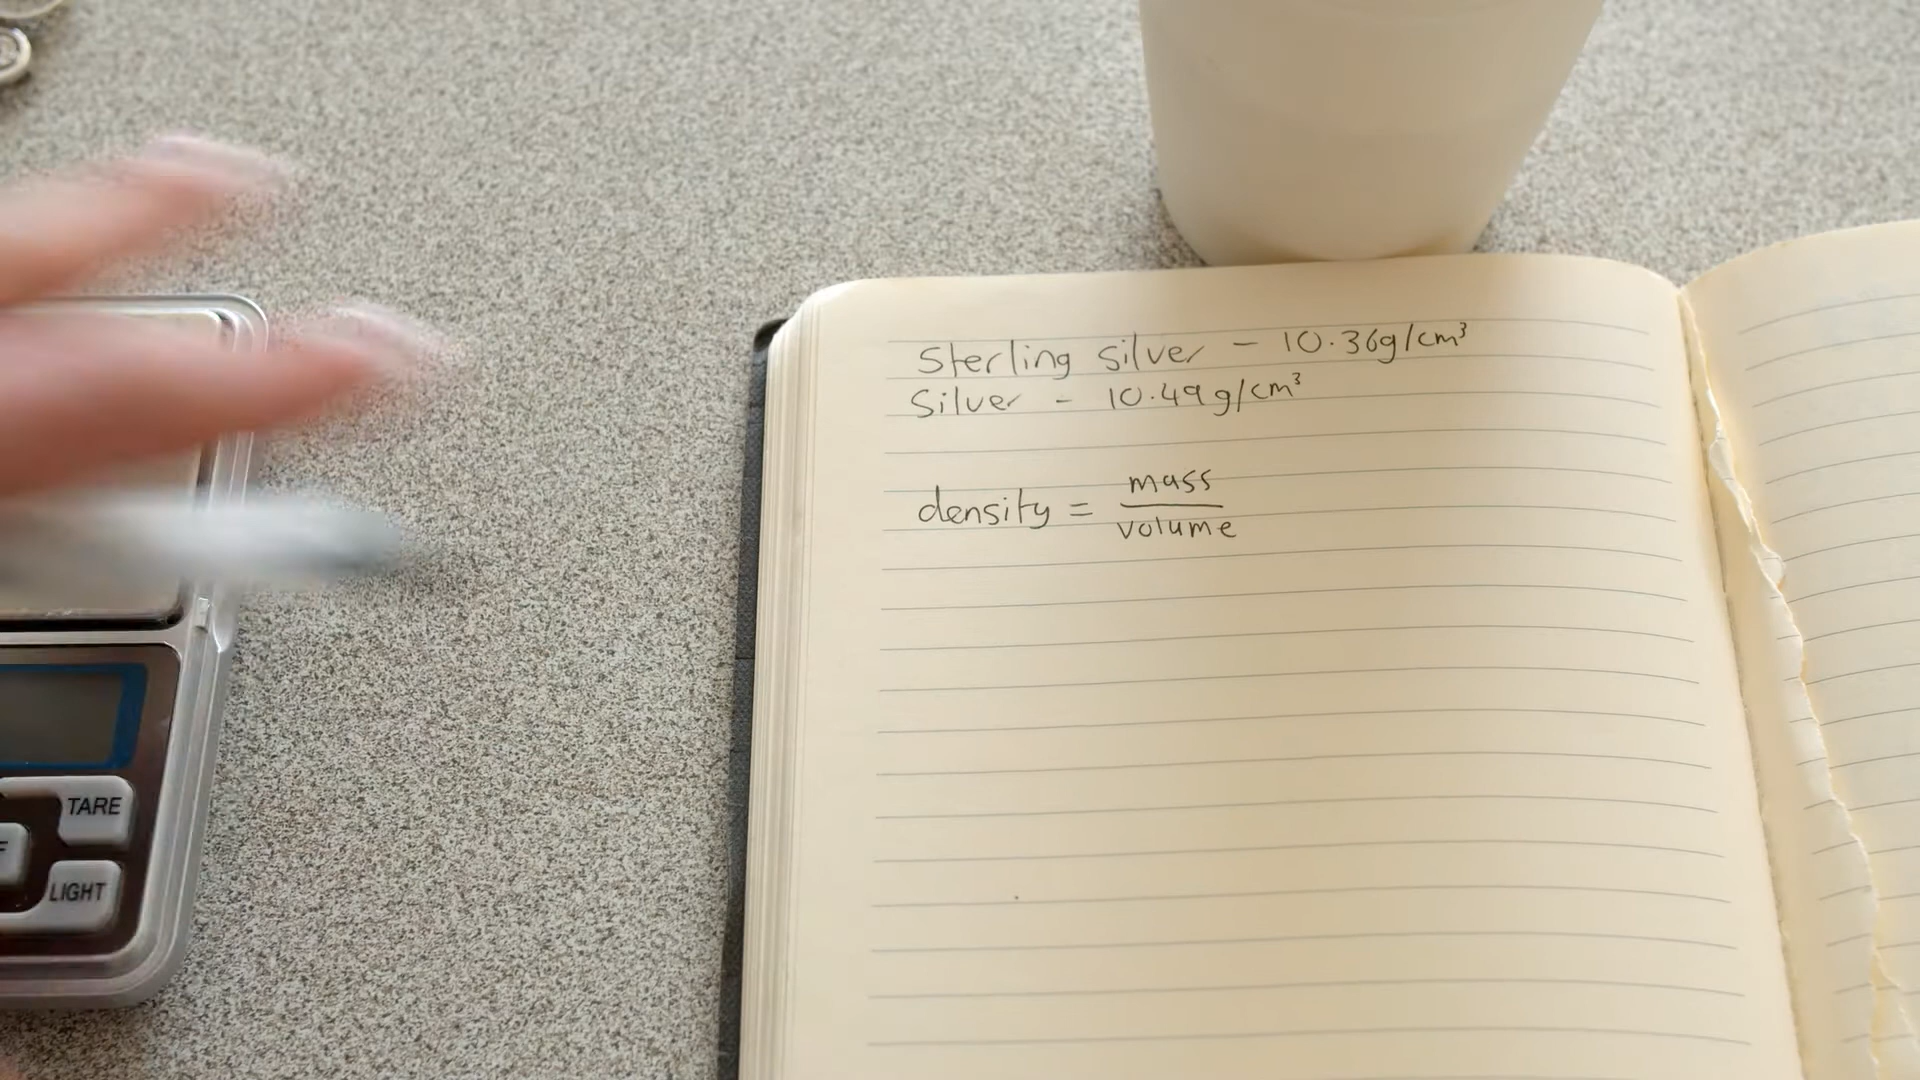 Sterling silver - 10.36g/cm³
Silver - 10.49g/cm³
density = mass
volume
TARE
LIGHT